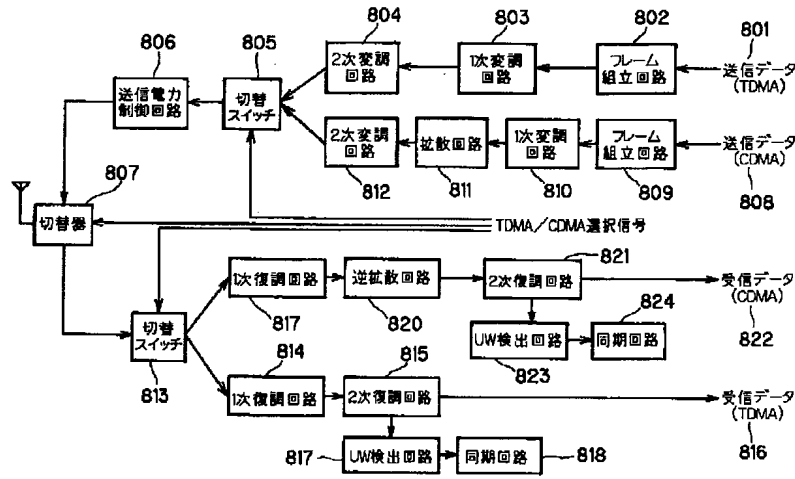 804
803
802
801
806
805
2次変調
回路
1次変調
回路
フレーム
組立回路
送信データ
(TDMA)
送信電力
制御回路
切替
スイッチ
2次変調
回路
拡散回路
1次変調
回路
フレーム
組立回路
送信データ
(CDMA)
812
811
810
809
808
807
切替器
TDMA/CDMA選択信号
821
1次復調回路
逆拡散回路
2次復調回路
受信データ
(CDMA)
817
820
824
822
切替
スイッチ
UW検出回路
同期回路
813
814
815
823
1次復調回路
2次復調回路
受信データ
(TDMA)
816
817
UW検出回路
同期回路
818